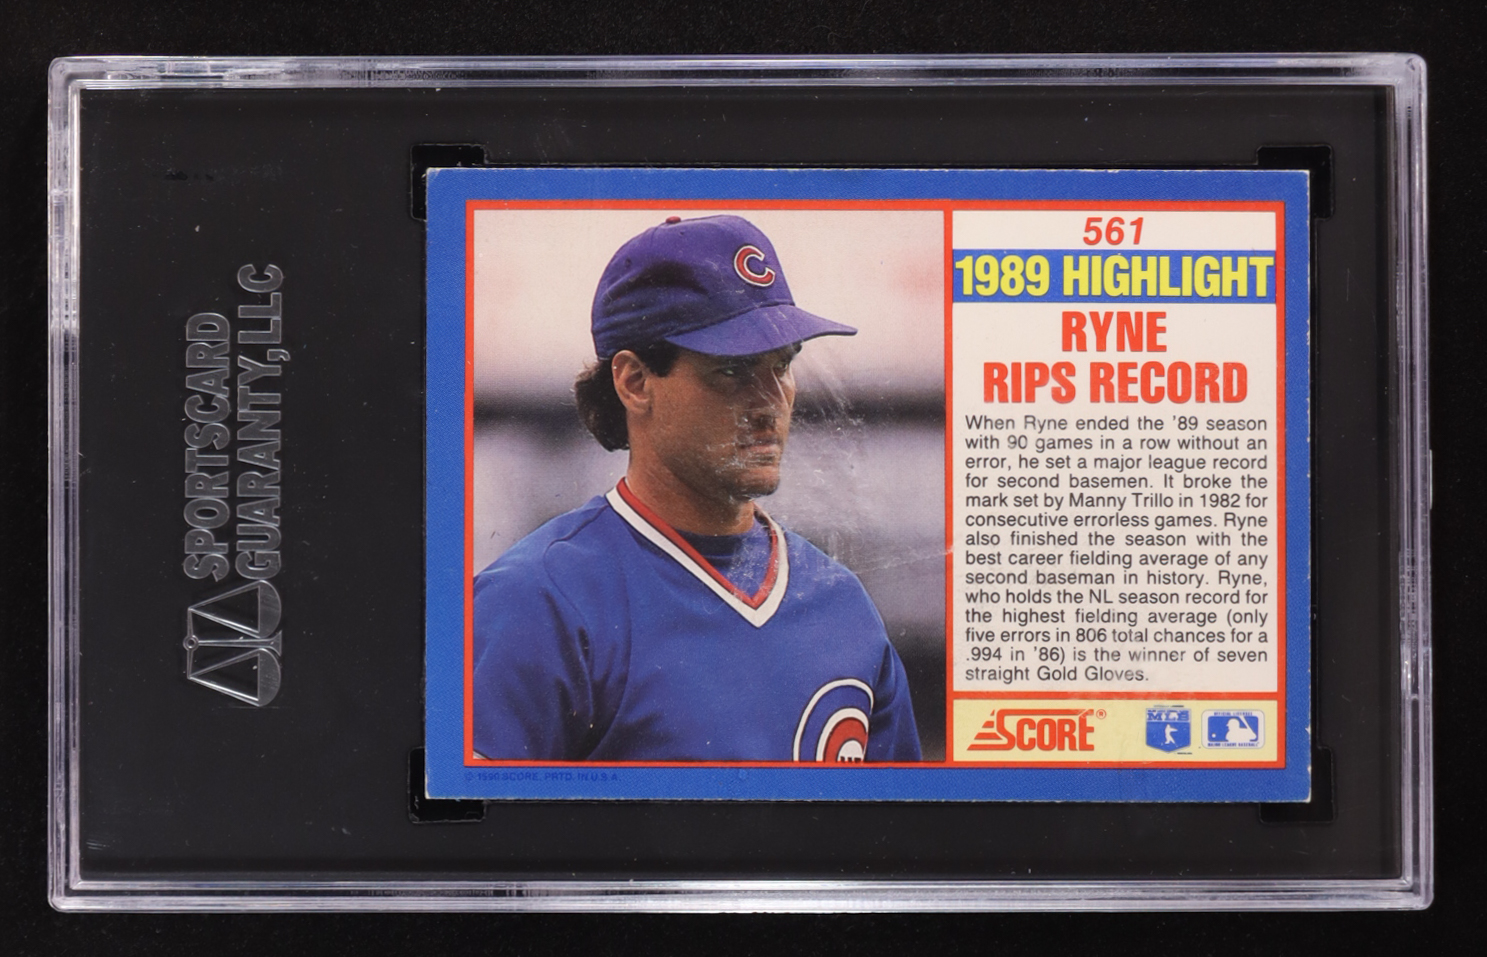 SPORTSCARD
GUARANTY, LLC
C
561
1989 HIGHLIGHT
RYNE
RIPS RECORD
When Ryne ended the '89 season
with 90 games in a row without an
error, he set a major league record
for second basemen. It broke the
mark set by Manny Trillo in 1982 for
consecutive errorless games. Ryne
also finished the season with the
best career fielding average of any
second baseman in history. Ryne,
who holds the NL season record for
the highest fielding average (only
five errors in 806 total chances for a
.994 in '86) is the winner of seven
straight Gold Gloves.
SCORE®
© 1990 SCORE, PRTD. IN U.S.A.